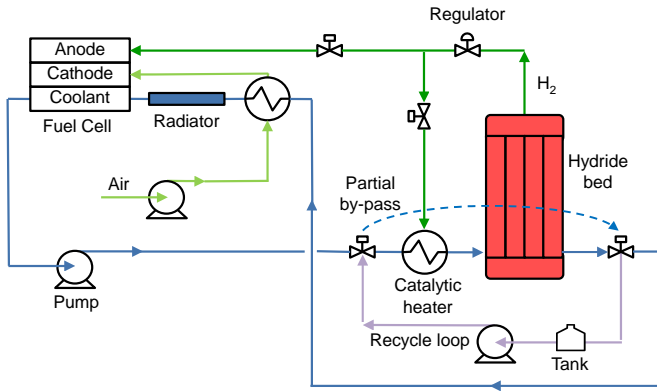 Regulator
Anode
Cathode
Coolant
Fuel Cell
Radiator
H2
Hydride
bed
Air
Partial
by-pass
Pump
Catalytic
heater
Recycle loop
Tank